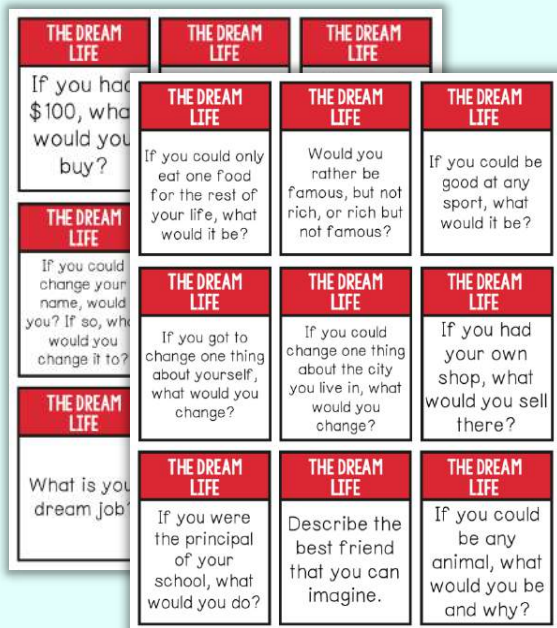 THE DREAM
LIFE
THE DREAM
LIFE
THE DREAM
LIFE
If you had
$100, what
would you
buy?
THE DREAM
LIFE
If you could
change your
name, would
you? If so, what
would you
change it to?
THE DREAM
LIFE
What is your
dream job?
THE DREAM
LIFE
If you could only
eat one food
for the rest of
your life, what
would it be?
THE DREAM
LIFE
Would you
rather be
famous, but not
rich, or rich but
not famous?
THE DREAM
LIFE
If you could be
good at any
sport, what
would it be?
THE DREAM
LIFE
If you got to
change one thing
about yourself,
what would you
change?
THE DREAM
LIFE
If you could
change one thing
about the city
you live in, what
would you
change?
THE DREAM
LIFE
If you had
your own
shop, what
would you sell
there?
THE DREAM
LIFE
If you were
the principal
of your
school, what
would you do?
THE DREAM
LIFE
Describe the
best friend
that you can
imagine.
THE DREAM
LIFE
If you could
be any
animal, what
would you be
and why?